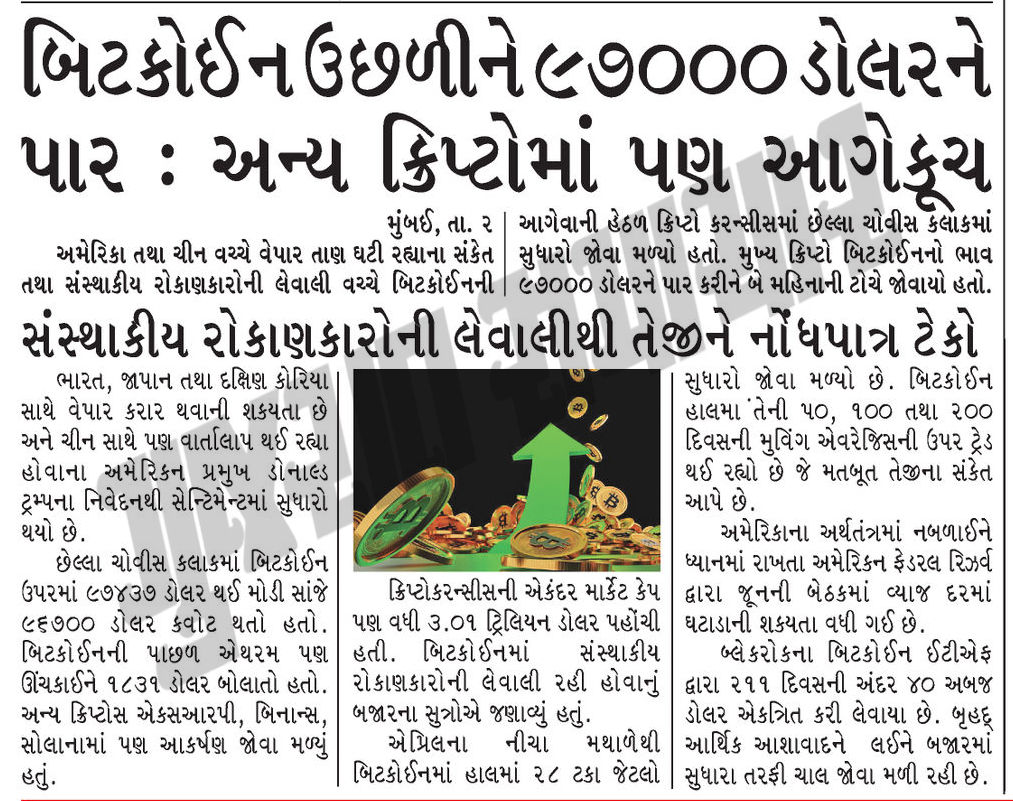 બિટકોઈન ઉછળીને ૯૭૦૦૦ ડોલરને
પાર : અન્ય ક્રિપ્ટોમાં પણ આગેકૂચ
મુંબઈ, તા. ૨
અમેરિકા તથા ચીન વચ્ચે વેપાર તાણ ઘટી રહ્યાના સંકેત
તથા સંસ્થાકીય રોકાણકારોની લેવાલી વચ્ચે બિટકોઈનની
આગેવાની હેઠળ ક્રિપ્ટો કરન્સીસમાં છેલ્લા ચોવીસ કલાકમાં
સુધારો જોવા મળ્યો હતો. મુખ્ય ક્રિપ્ટો બિટકોઈનનો ભાવ
૯૭૦૦૦ ડોલરને પાર કરીને બે મહિનાની ટોચે જોવાયો હતો.
સંસ્થાકીય રોકાણકારોની લેવાલીથી તેજીને નોંધપાત્ર ટેકો
ભારત, જાપાન તથા દક્ષિણ કોરિયા
સાથે વેપાર કરાર થવાની શકયતા છે
અને ચીન સાથે પણ વાર્તાલાપ થઈ રહ્યા
હોવાના અમેરિકન પ્રમુખ ડોનાલ્ડ
ટ્રમ્પના નિવેદનથી સેન્ટિમેન્ટમાં સુધારો
થયો છે.
છેલ્લા ચોવીસ કલાકમાં બિટકોઈન
ઉપરમાં ૯૭૪૩૭ ડોલર થઈ મોડી સાંજે
૯૬૭૦૦ ડોલર કવોટ થતો હતો.
બિટકોઈનની પાછળ એથરમ પણ
ઊંચકાઈને ૧૮૩૧ ડોલર બોલાતો હતો.
અન્ય ક્રિપ્ટોસ એકસઆરપી, બિનાન્સ,
સોલાનામાં પણ આકર્ષણ જોવા મળ્યું
હતું.
ક્રિપ્ટોકરન્સીસની એકંદર માર્કેટ કેપ
પણ વધી ૩.૦૧ ટ્રિલિયન ડોલર પહોંચી
હતી. બિટકોઈનમાં સંસ્થાકીય
રોકાણકારોની લેવાલી રહી હોવાનું
બજારના સુત્રોએ જણાવ્યું હતું.
એપ્રિલના નીચા મથાળેથી
બિટકોઈનમાં હાલમાં ૨૮ ટકા જેટલો
સુધારો જોવા મળ્યો છે. બિટકોઈન
હાલમાં તેની ૫૦, ૧૦૦ તથા ૨૦૦
દિવસની મુવિંગ એવરેજિસની ઉપર ટ્રેડ
થઈ રહ્યો છે જે મતબૂત તેજીના સંકેત
આપે છે.
અમેરિકાના અર્થતંત્રમાં નબળાઈને
ધ્યાનમાં રાખતા અમેરિકન ફેડરલ રિઝર્વ
દ્વારા જૂનની બેઠકમાં વ્યાજ દરમાં
ઘટાડાની શકયતા વધી ગઈ છે.
બ્લેકરોકના બિટકોઈન ઈટીએફ
દ્વારા ૨૧૧ દિવસની અંદર ૪૦ અબજ
ડોલર એકત્રિત કરી લેવાયા છે. બૃહદ્
આર્થિક આશાવાદને લઈને બજારમાં
સુધારા તરફી ચાલ જોવા મળી રહી છે.
ગુજરાત સમાચાર